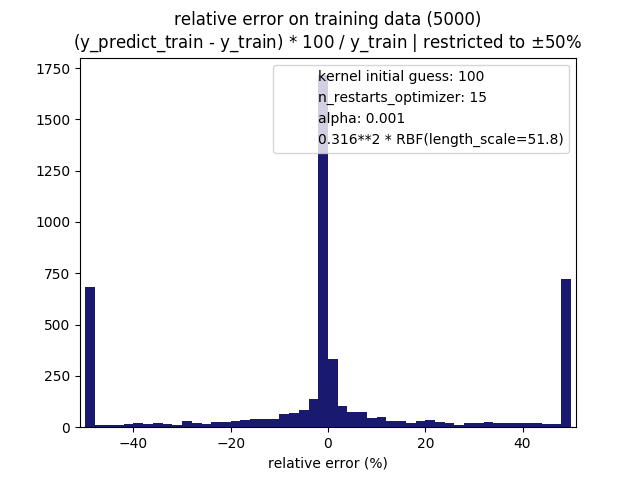 relative error on training data (5000)
(y_predict_train - y_train) * 100 / y_train | restricted to ±50%
kernel initial guess: 100
n_restarts_optimizer: 15
alpha: 0.001
0.316**2 * RBF(length_scale=51.8)
1750
1500
1250
1000
750
500
250
0
−40
−20
0
20
40
relative error (%)